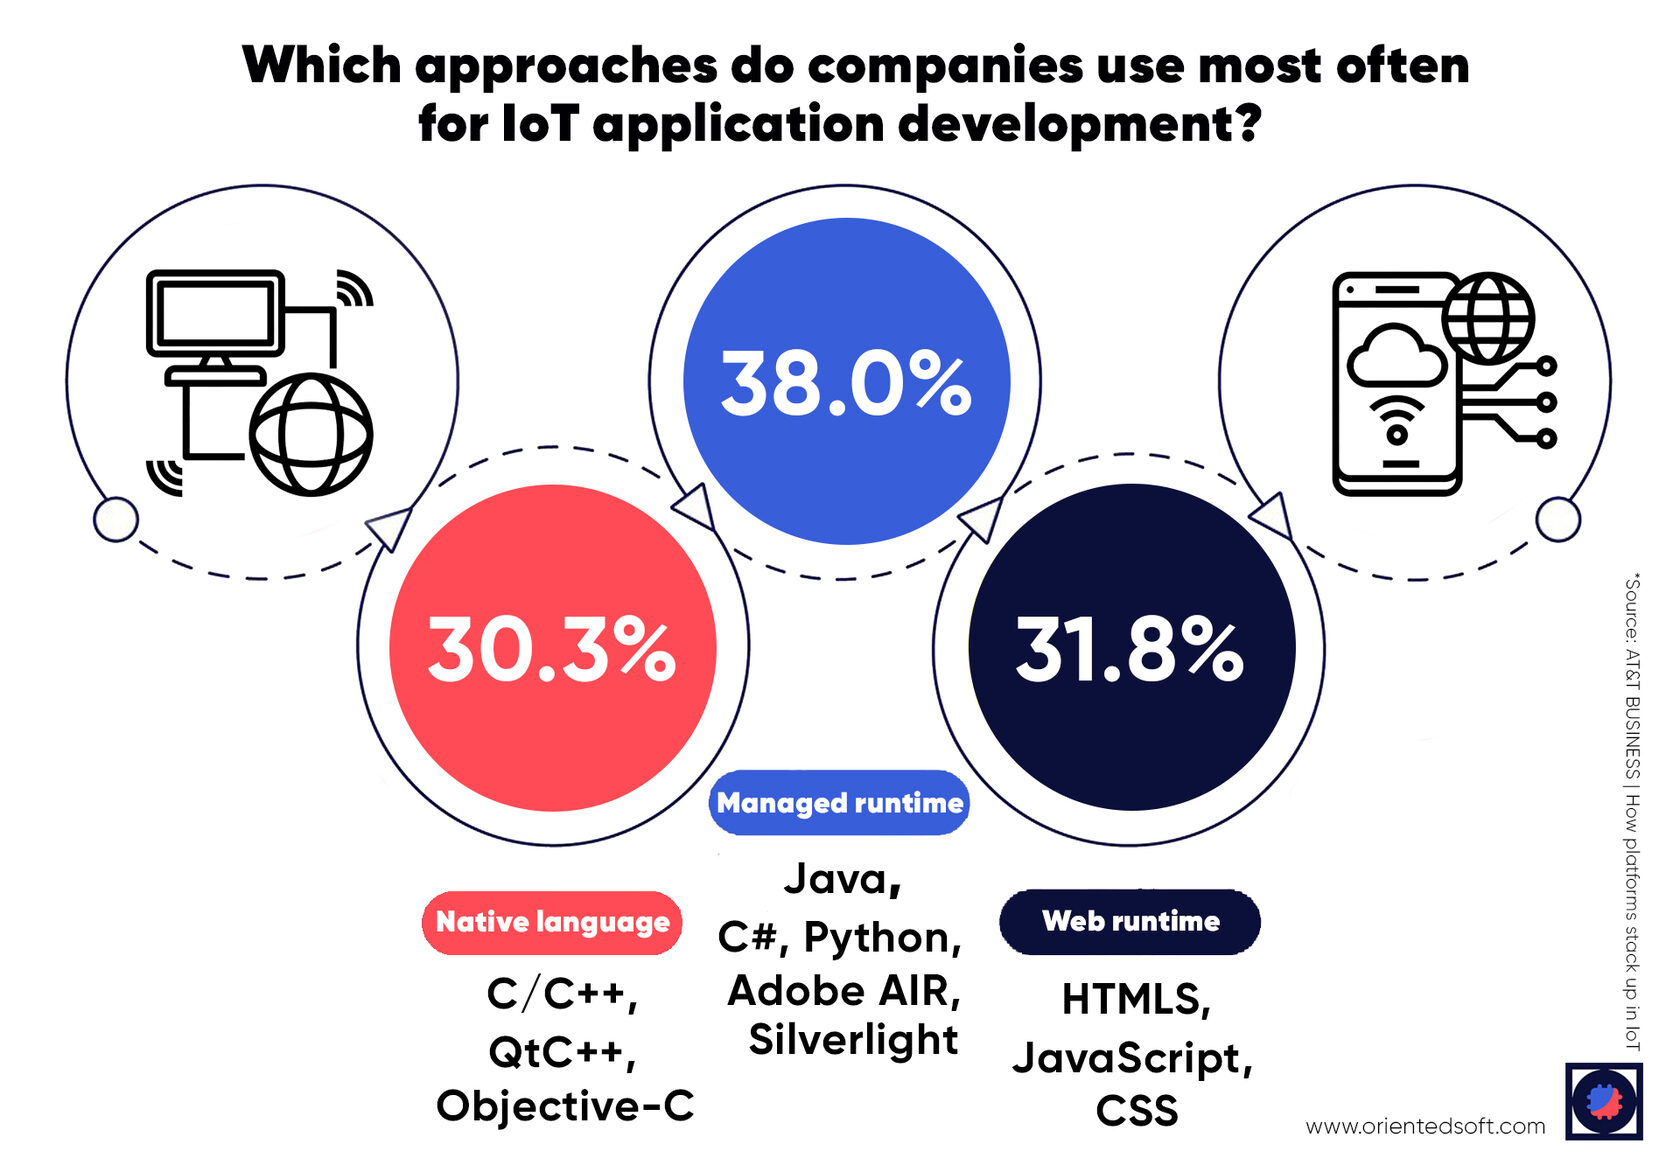 Which approaches do companies use most often
for IoT application development?
38.0%
30.3%
31.8%
Managed runtime
Java,
C#, Python,
Adobe AIR,
Silverlight
Native language
C/C++,
QtC++,
Objective-C
Web runtime
HTMLS,
JavaScript,
CSS
*Source: AT&T BUSINESS | How platforms stack up in IoT
www.orientedsoft.com